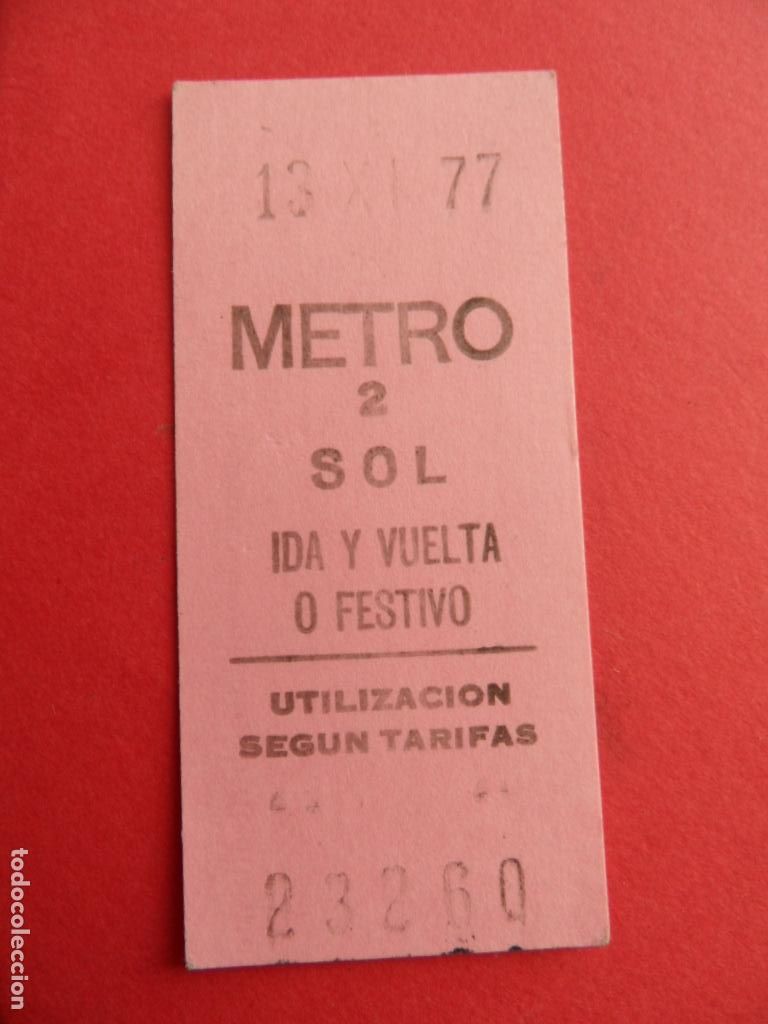 13 XI 77
METRO
2
SOL
IDA Y VUELTA
O FESTIVO
UTILIZACION
SEGUN TARIFAS
23260
todocoleccion